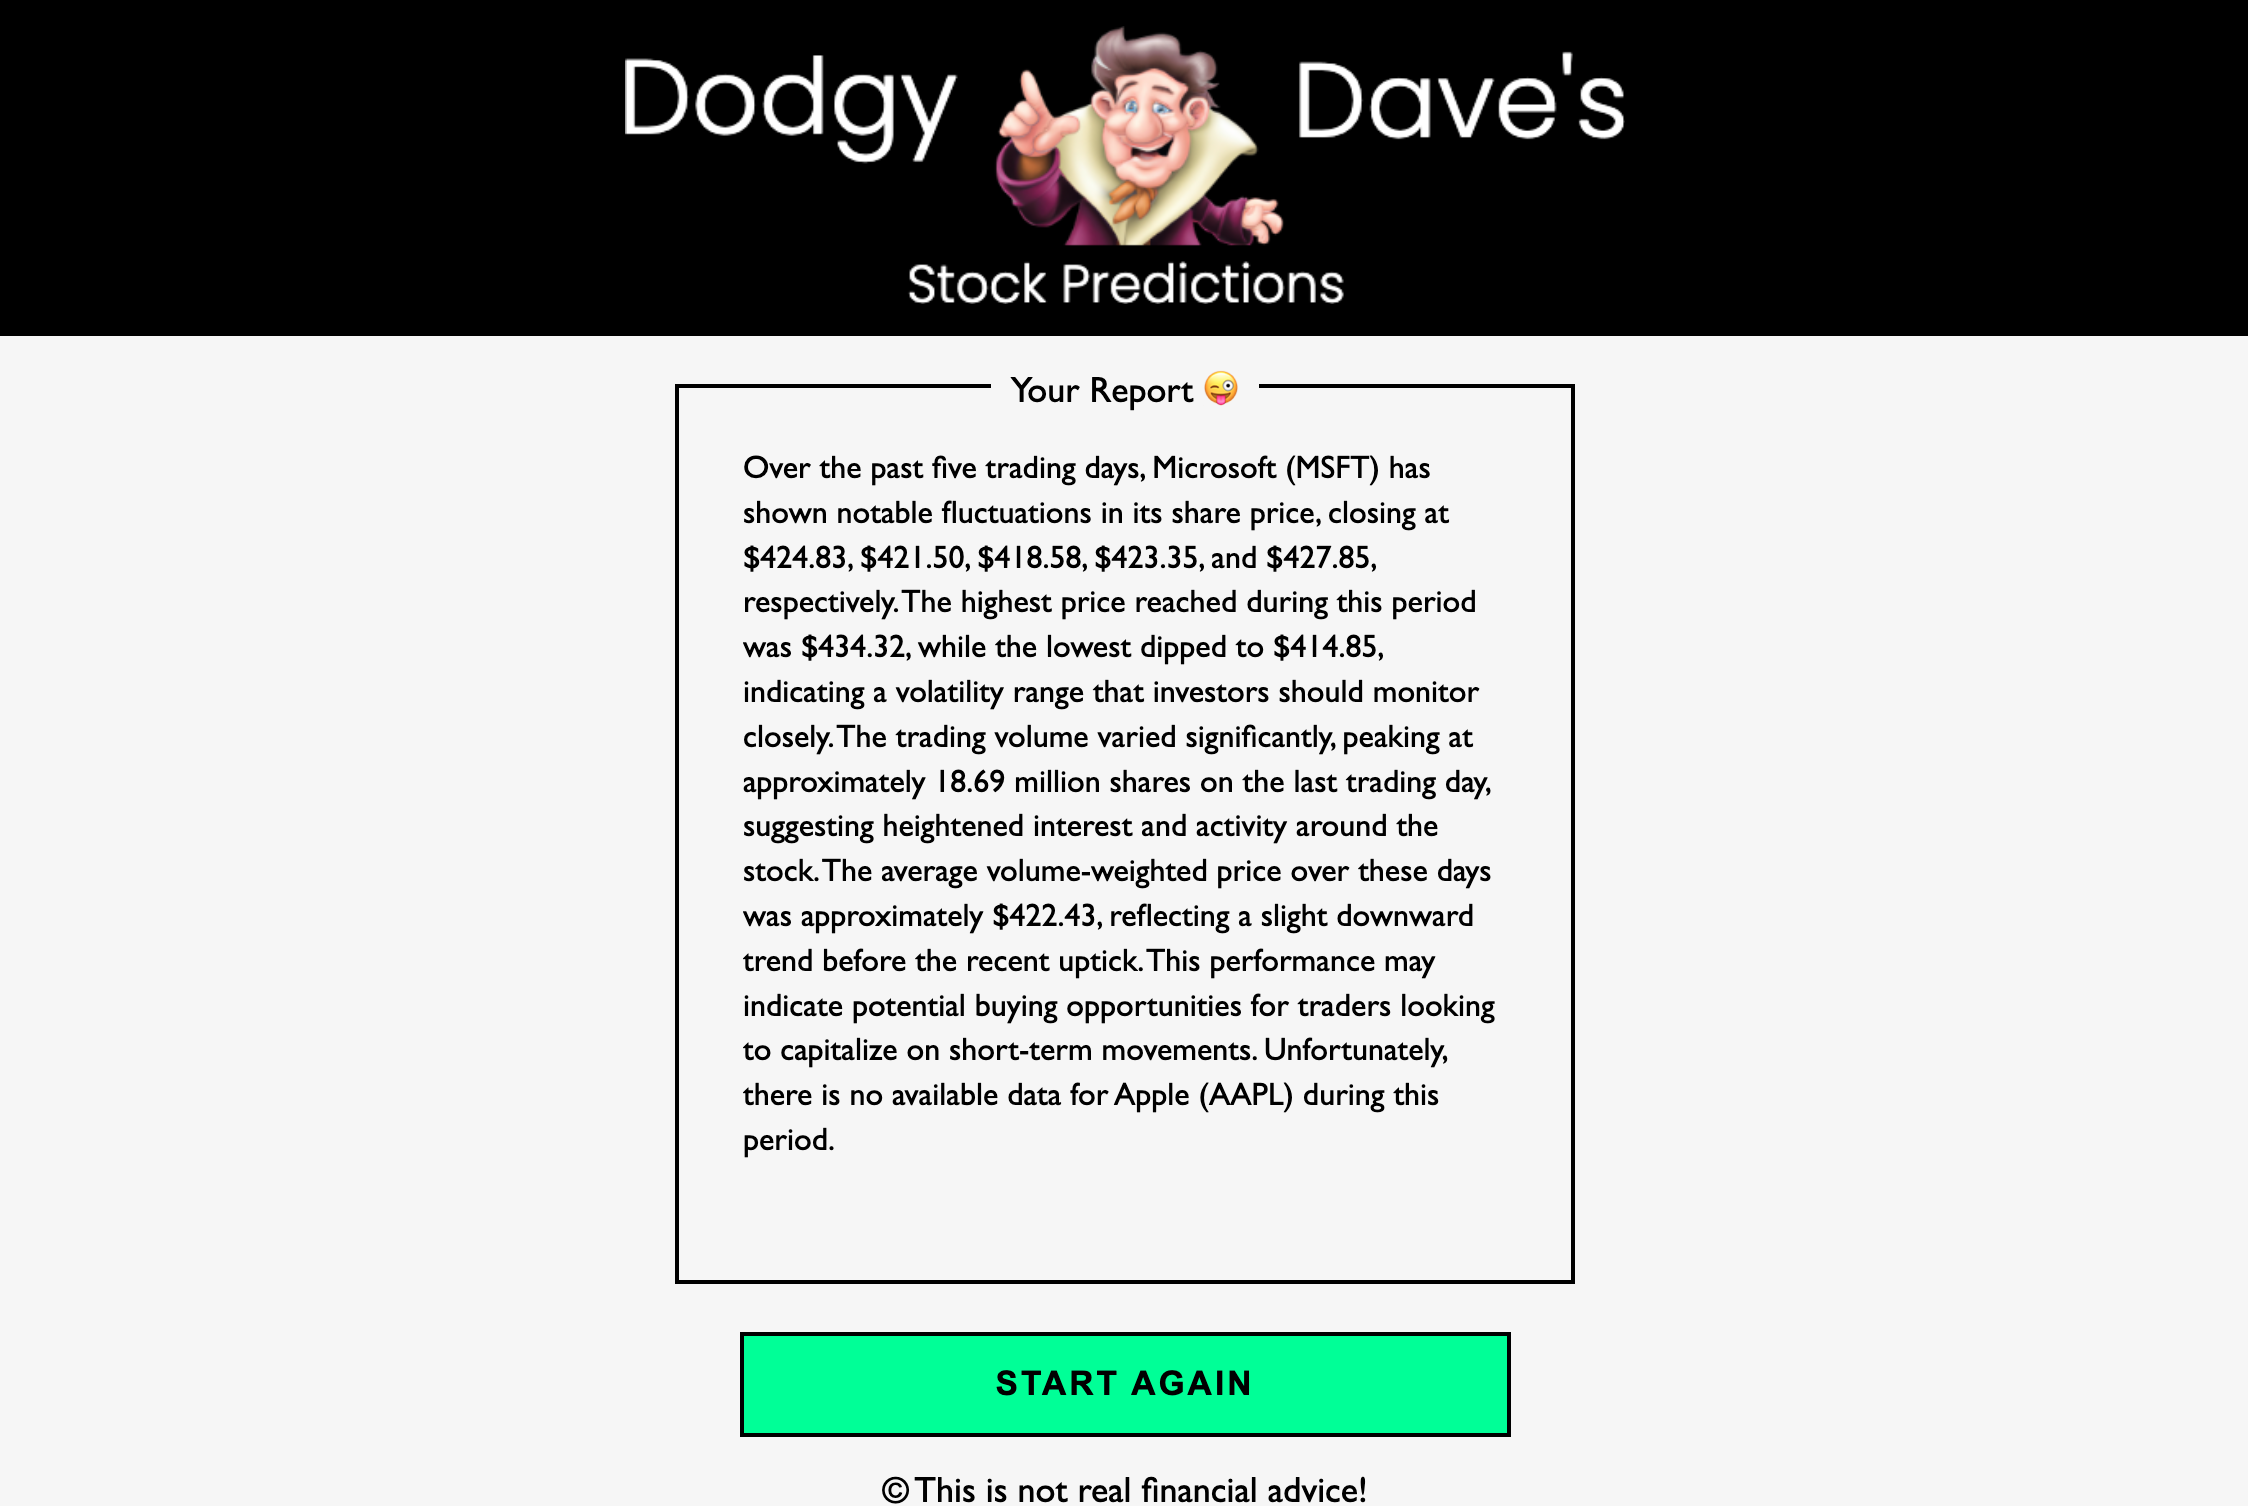 Dodgy Dave's
Stock Predictions
Your Report 😜
Over the past five trading days, Microsoft (MSFT) has
shown notable fluctuations in its share price, closing at
$424.83, $421.50, $418.58, $423.35, and $427.85,
respectively. The highest price reached during this period
was $434.32, while the lowest dipped to $414.85,
indicating a volatility range that investors should monitor
closely. The trading volume varied significantly, peaking at
approximately 18.69 million shares on the last trading day,
suggesting heightened interest and activity around the
stock. The average volume-weighted price over these days
was approximately $422.43, reflecting a slight downward
trend before the recent uptick. This performance may
indicate potential buying opportunities for traders looking
to capitalize on short-term movements. Unfortunately,
there is no available data for Apple (AAPL) during this
period.
START AGAIN
© This is not real financial advice!